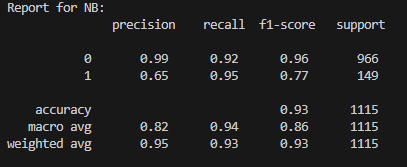 Report for NB:
precision recall f1-score support
0 0.99 0.92 0.96 966
1 0.65 0.95 0.77 149
accuracy 0.93 1115
macro avg 0.82 0.94 0.86 1115
weighted avg 0.95 0.93 0.93 1115